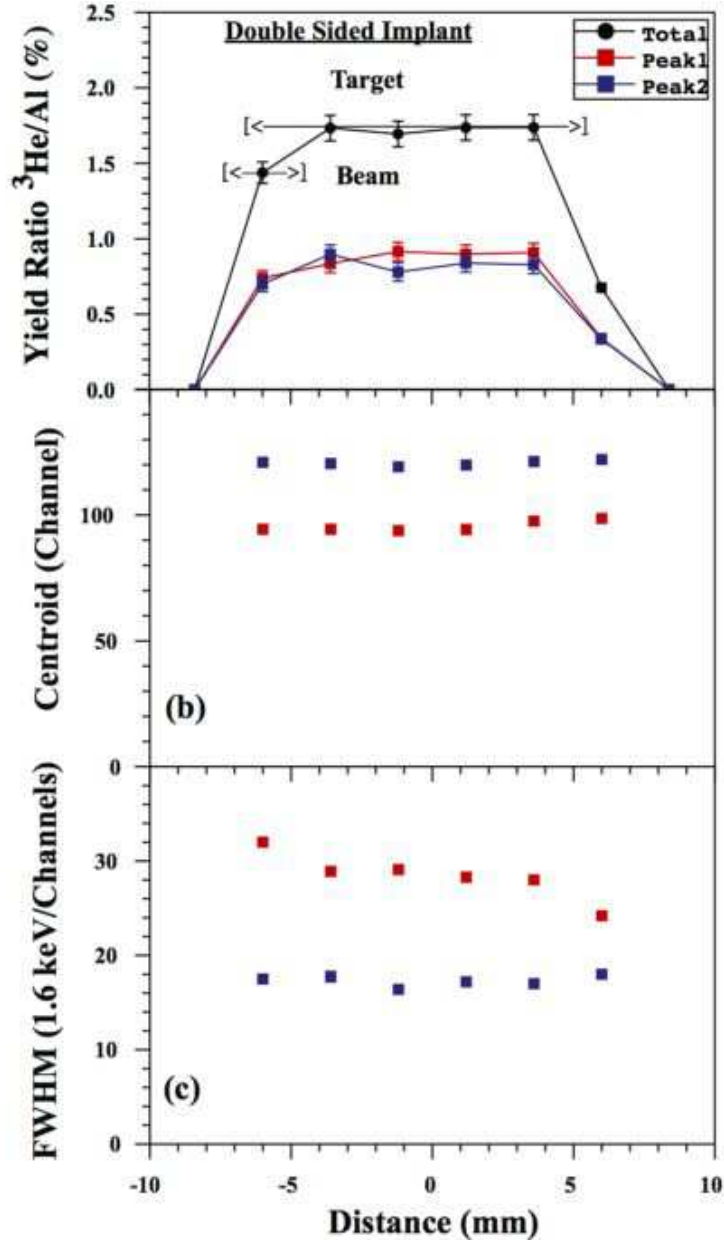 2.5
2.0
1.5
1.0
0.5
0.0
Yield Ratio ³He/Al (%)
Double Sided Implant
Target
Beam
Total
Peak1
Peak2
100
50
0
Centroid (Channel)
(b)
30
20
10
0
FWHM (1.6 keV/Channels)
(c)
-10 -5 0 5 10
Distance (mm)